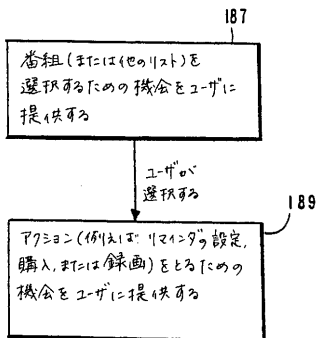 187
番組(または他のリスト)を
選択するための機会をユーザに
提供する
ユーザが
選択する
189
アクション(例えば、リマインダの設定,
購入,または録画)をとるための
機会をユーザに提供する